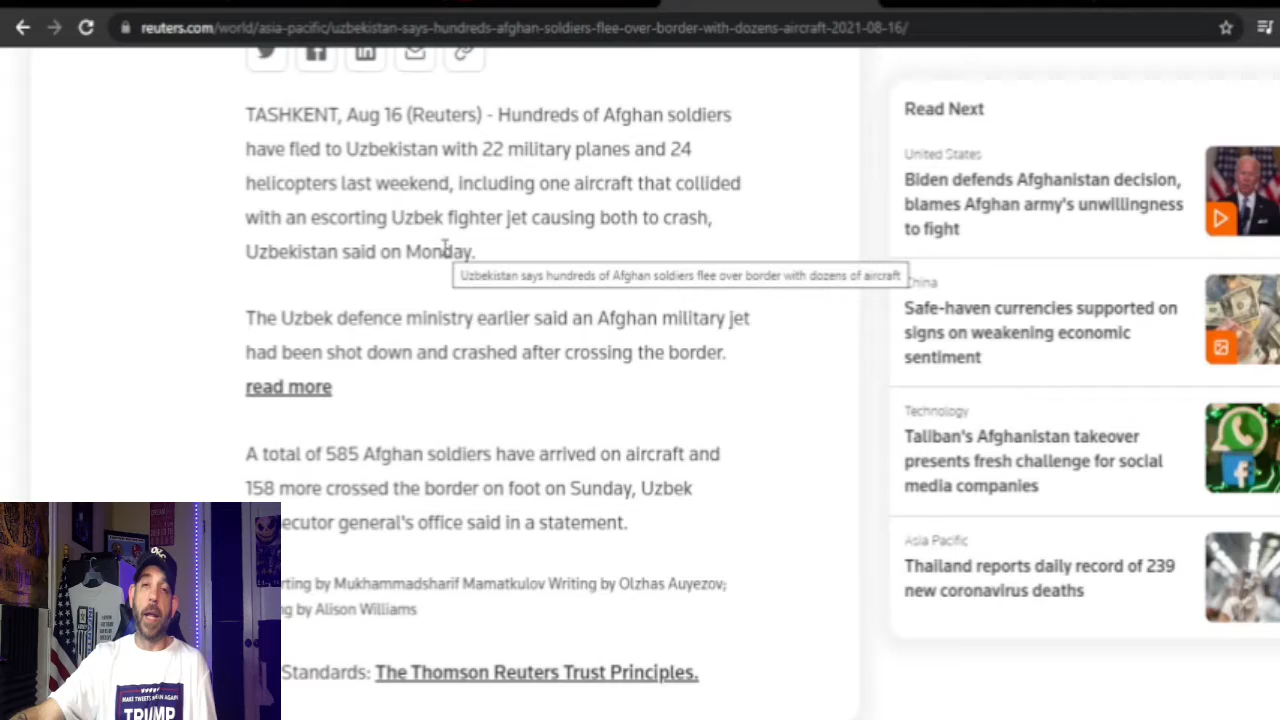 reuters.com/world/asia-pacific/uzbekistan-says-hundreds-afghan-soldiers-flee-over-border-with-dozens-aircraft-2021-08-16/
TASHKENT, Aug 16 (Reuters) - Hundreds of Afghan soldiers
have fled to Uzbekistan with 22 military planes and 24
helicopters last weekend, including one aircraft that collided
with an escorting Uzbek fighter jet causing both to crash,
Uzbekistan said on Monday.
Uzbekistan says hundreds of Afghan soldiers flee over border with dozens of aircraft
The Uzbek defence ministry earlier said an Afghan military jet
had been shot down and crashed after crossing the border.
read more
A total of 585 Afghan soldiers have arrived on aircraft and
158 more crossed the border on foot on Sunday, Uzbek
ecutor general's office said in a statement.
rting by Mukhammadsharif Mamatkulov Writing by Olzhas Auyezov;
g by Alison Williams
Standards: The Thomson Reuters Trust Principles.
Read Next
United States
Biden defends Afghanistan decision,
blames Afghan army's unwillingness
to fight
China
Safe-haven currencies supported on
signs on weakening economic
sentiment
Technology
Taliban's Afghanistan takeover
presents fresh challenge for social
media companies
Asia Pacific
Thailand reports daily record of 239
new coronavirus deaths
TRUMP